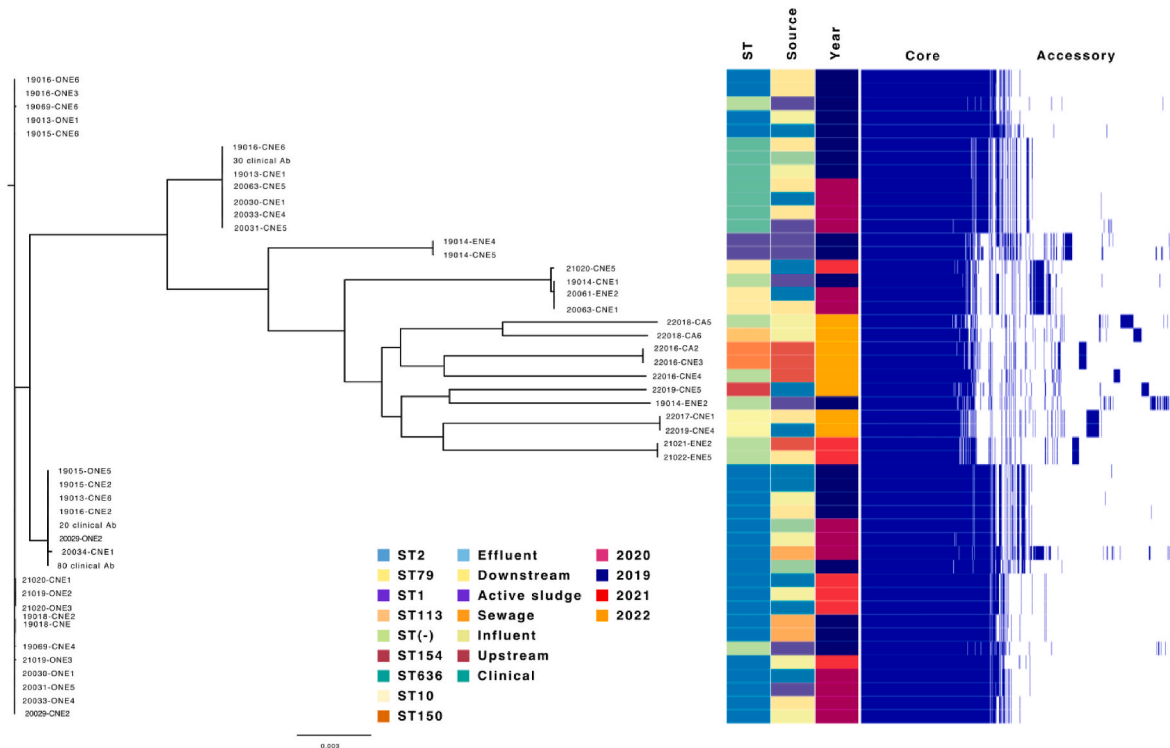 ST
Source
Year
Core
Accessory
19016-ONE6
19016-ONE3
19069-CNE6
19013-ONE1
19015-CNE6
19016-CNE6
30 clinical Ab
19013-CNE1
20063-CNE5
20030-CNE1
20033-CNE4
20031-CNE5
19014-ENE4
19014-CNE5
21020-CNE5
19014-CNE1
20061-ENE2
20063-CNE1
22018-CA5
22018-CA6
22016-CA2
22016-CNE3
22016-CNE4
22019-CNE5
19014-ENE2
22017-CNE1
22019-CNE4
21021-ENE2
21022-ENE5
19015-ONE5
19015-CNE2
19013-CNE6
19016-CNE2
20 clinical Ab
20029-ONE2
20034-CNE1
80 clinical Ab
21020-CNE1
21019-ONE2
21020-CNE3
19018-CNE2
19018-CNE
19069-CNE4
21019-ONE3
20030-ONE1
20031-ONE5
20033-ONE4
20029-CNE2
ST2
ST79
ST1
ST113
ST(-)
ST154
ST636
ST10
ST150
Effluent
Downstream
Active sludge
Sewage
Influent
Upstream
Clinical
2020
2019
2021
2022
0.003